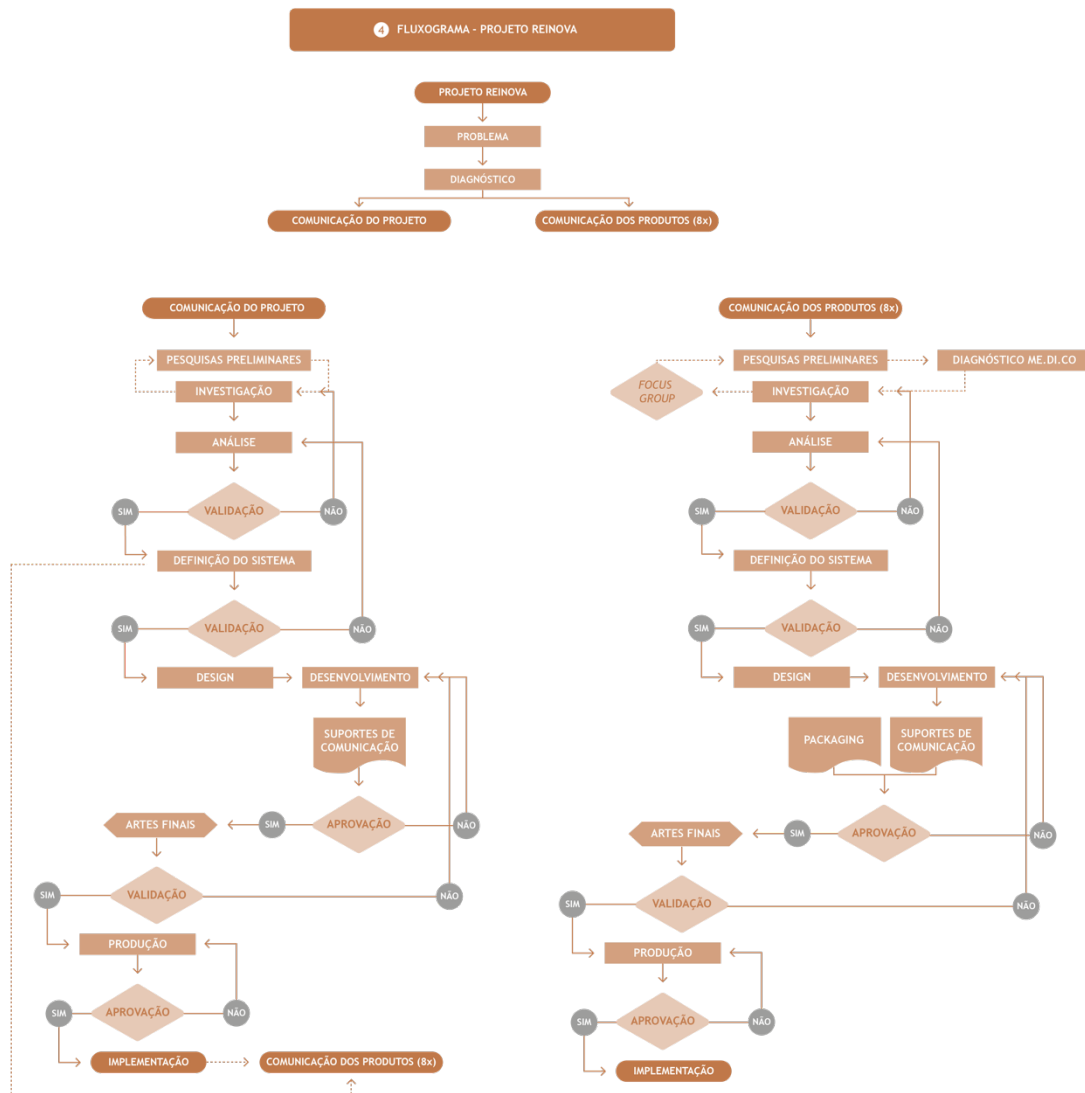 4 FLUXOGRAMA - PROJETO REINOVA
PROJETO REINOVA
PROBLEMA
DIAGNÓSTICO
COMUNICAÇÃO DO PROJETO
COMUNICAÇÃO DOS PRODUTOS (8x)
COMUNICAÇÃO DO PROJETO
PESQUISAS PRELIMINARES
INVESTIGAÇÃO
ANÁLISE
SIM
VALIDAÇÃO
NÃO
DEFINIÇÃO DO SISTEMA
SIM
VALIDAÇÃO
NÃO
DESIGN
DESENVOLVIMENTO
SUPORTES DE
COMUNICAÇÃO
ARTES FINAIS
SIM
APROVAÇÃO
NÃO
SIM
VALIDAÇÃO
NÃO
PRODUÇÃO
SIM
APROVAÇÃO
NÃO
IMPLEMENTAÇÃO
COMUNICAÇÃO DOS PRODUTOS (8x)
COMUNICAÇÃO DOS PRODUTOS (8x)
PESQUISAS PRELIMINARES
DIAGNÓSTICO ME.DI.CO
FOCUS
GROUP
INVESTIGAÇÃO
ANÁLISE
SIM
VALIDAÇÃO
NÃO
DEFINIÇÃO DO SISTEMA
SIM
VALIDAÇÃO
NÃO
DESIGN
DESENVOLVIMENTO
PACKAGING
SUPORTES DE
COMUNICAÇÃO
ARTES FINAIS
SIM
APROVAÇÃO
NÃO
SIM
VALIDAÇÃO
NÃO
PRODUÇÃO
SIM
APROVAÇÃO
NÃO
IMPLEMENTAÇÃO